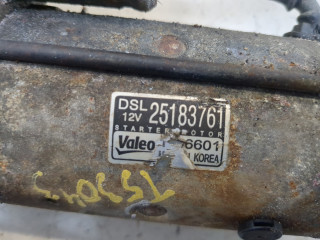 DSL 25183761
12V
STARTER MOTOR
Valeo 6601
KOREA